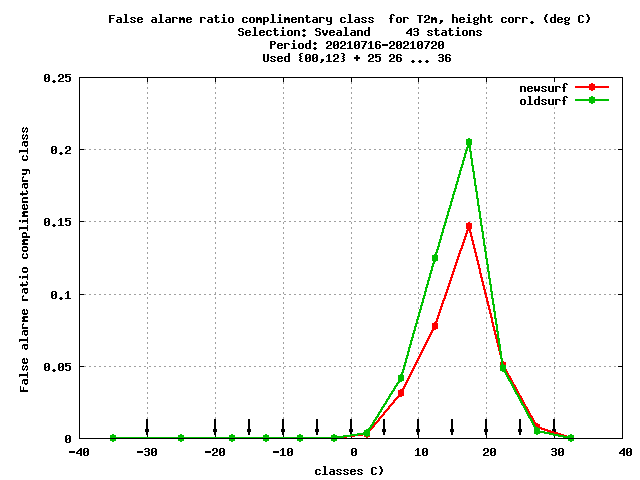 False alarme ratio complimentary class  for T2m, height corr. (deg C)
Selection: Svealand     43 stations
Period: 20210716-20210720
Used {00,12} + 25 26 ... 36
newsurf
oldsurf
False alarme ratio complimentary class
0.25
0.2
0.15
0.1
0.05
0
-40 -30 -20 -10 0 10 20 30 40
classes C)